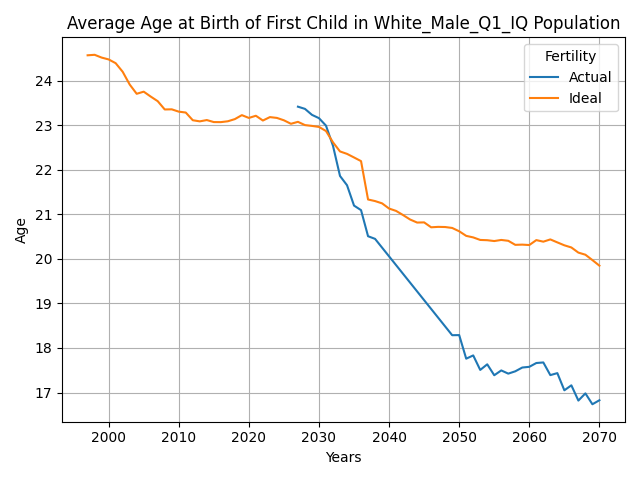 Average Age at Birth of First Child in White_Male_Q1_IQ Population
Fertility
Actual
Ideal
Age
24
23
22
21
20
19
18
17
2000
2010
2020
2030
2040
2050
2060
2070
Years